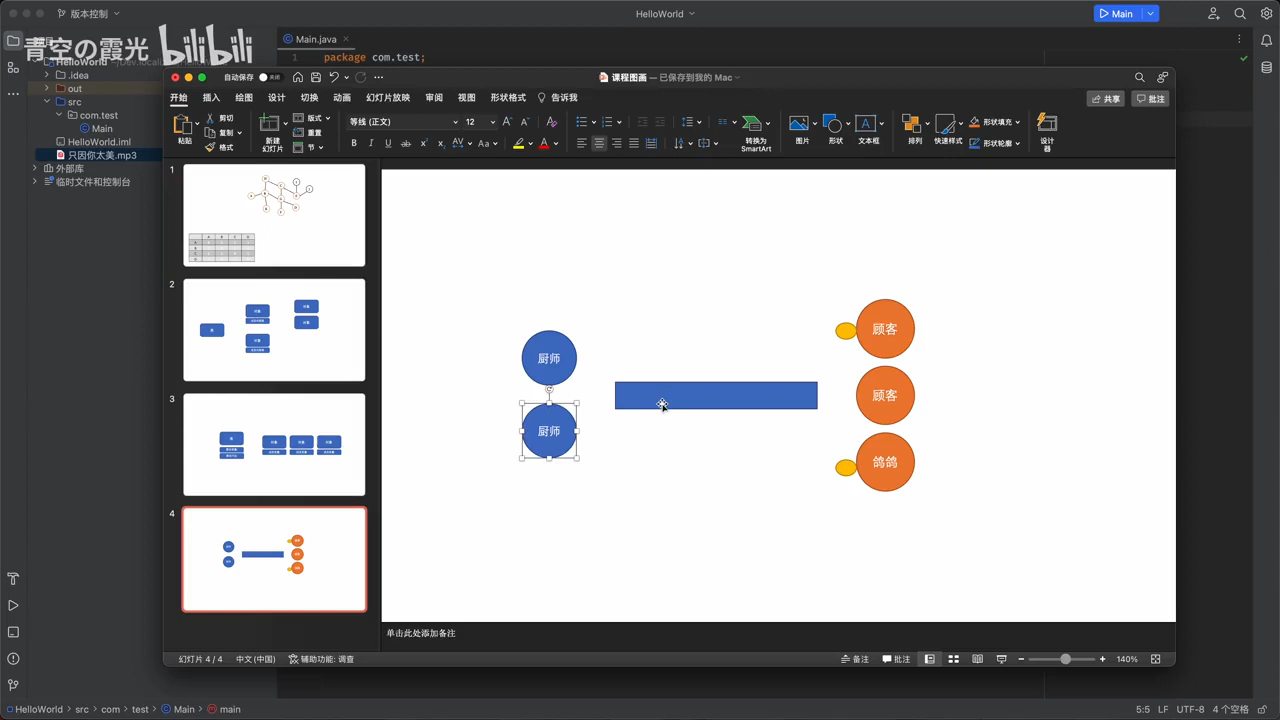 版本控制
HelloWorld
Main
青空の霞光 bilibili
Main.java
HelloWorld
1 package com.test;
.idea
out
src
com.test
Main
HelloWorld.iml
只因你太美.mp3
外部库
临时文件和控制台
自动保存 关闭
课程图画 — 已保存到我的 Mac
开始 插入 绘图 设计 切换 动画 幻灯片放映 审阅 视图 形状格式 告诉我
共享 批注
粘贴 剪切 复制 格式
新建幻灯片 版式 重置 节
等线 (正文) 12
转换为 SmartArt
图片 形状 文本框
排列 快速样式 形状填充 形状轮廓
设计器
1
2
3
4
厨师
厨师
顾客
顾客
鸽鸽
单击此处添加备注
幻灯片 4 / 4 中文(中国) 辅助功能: 调查
备注 批注 140%
HelloWorld src com test Main main
5:5 LF UTF-8 4 个空格